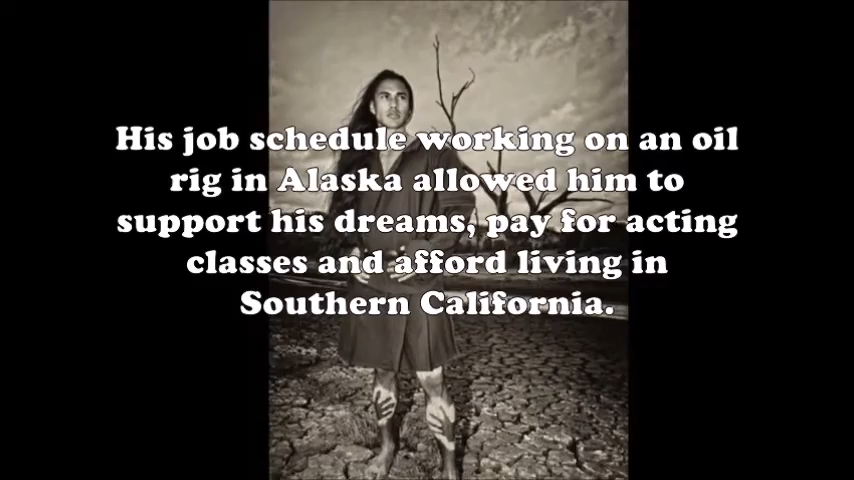 His job schedule working on an oil
rig in Alaska allowed him to
support his dreams, pay for acting
classes and afford living in
Southern California.